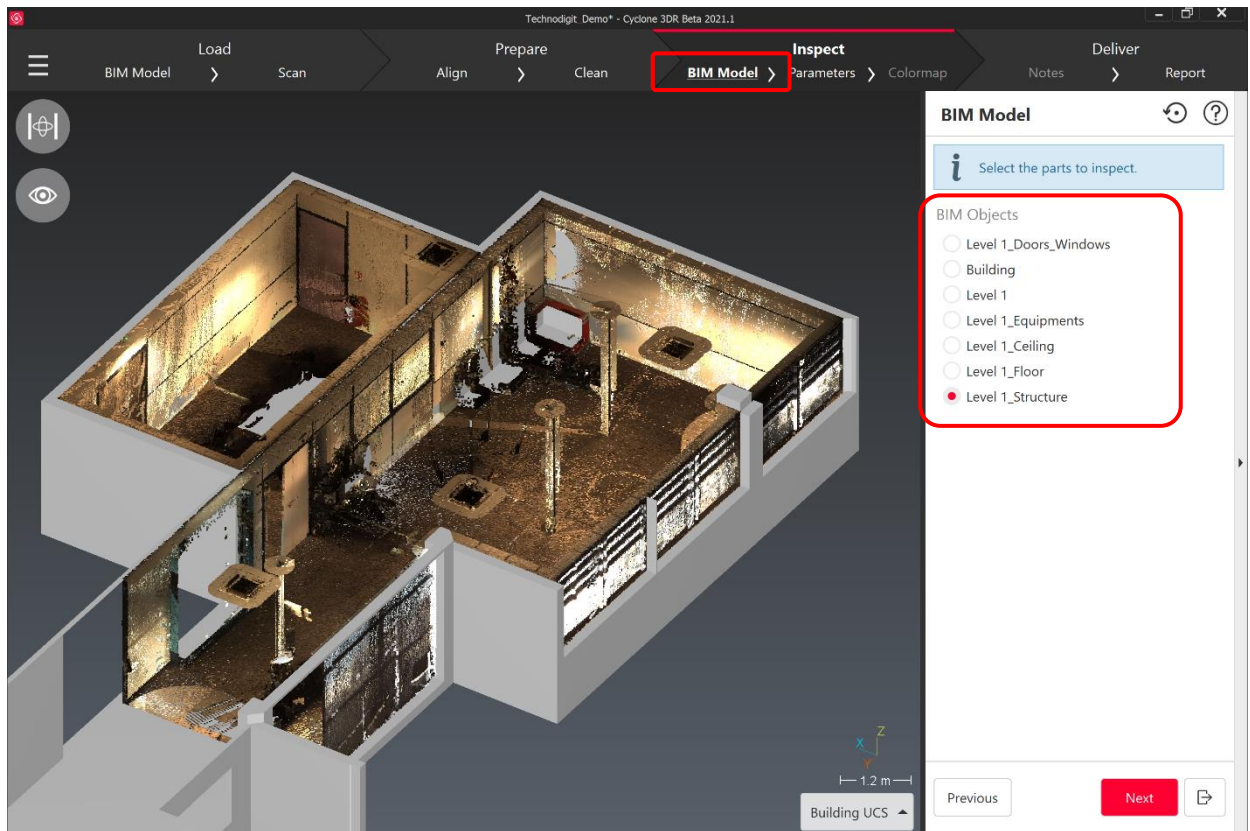 Technodigit_Demo* - Cyclone 3DR Beta 2021.1
Load
BIM Model > Scan
Prepare
Align > Clean
Inspect
BIM Model > Parameters > Colormap
Deliver
Notes > Report
BIM Model
?
i Select the parts to inspect.
BIM Objects
Level 1_Doors_Windows
Building
Level 1
Level 1_Equipments
Level 1_Ceiling
Level 1_Floor
Level 1_Structure
Z
X
Y
1.2 m
Building UCS
Previous
Next